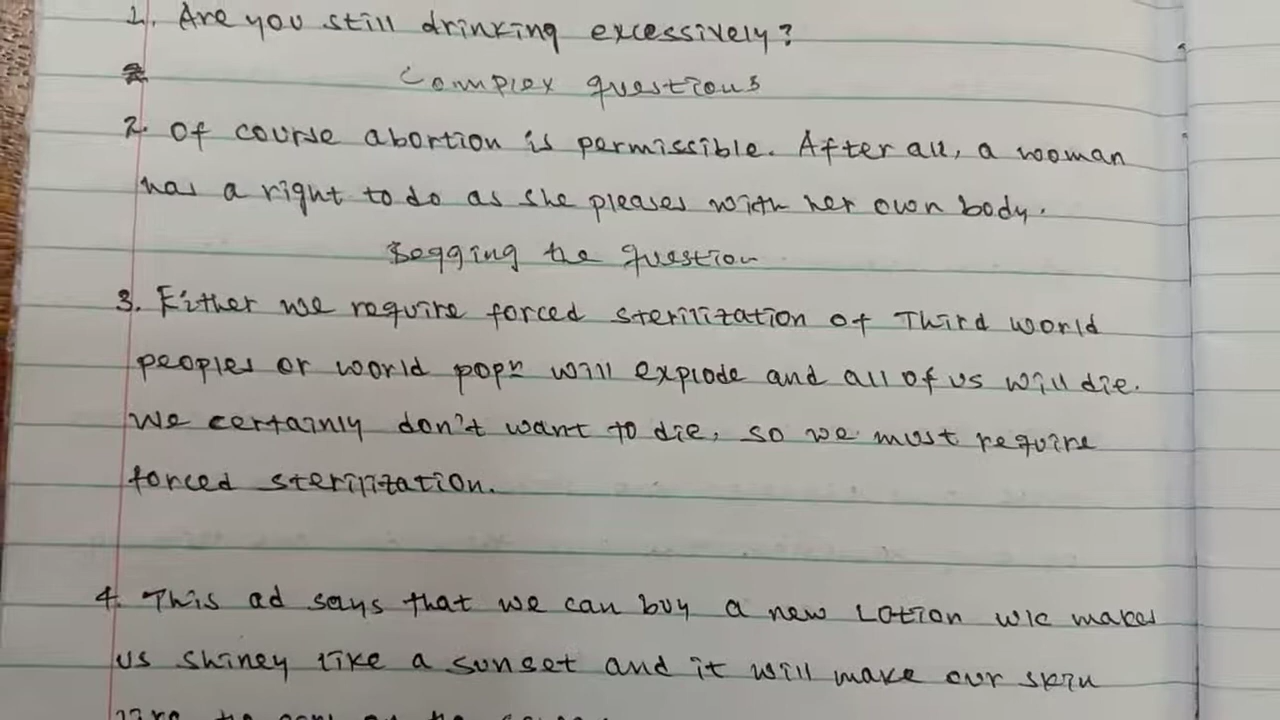 1. Are you still drinking excessively?
Complex questions
2. Of course abortion is permissible. After all, a woman
has a right to do as she pleases with her own body.
Begging the question
3. Either we require forced sterilization of Third world
peoples or world popn will explode and all of us will die.
We certainly don't want to die, so we must require
forced sterilization.
4. This ad says that we can buy a new Lotion wic makes
us shiney like a sunset and it will make our skin